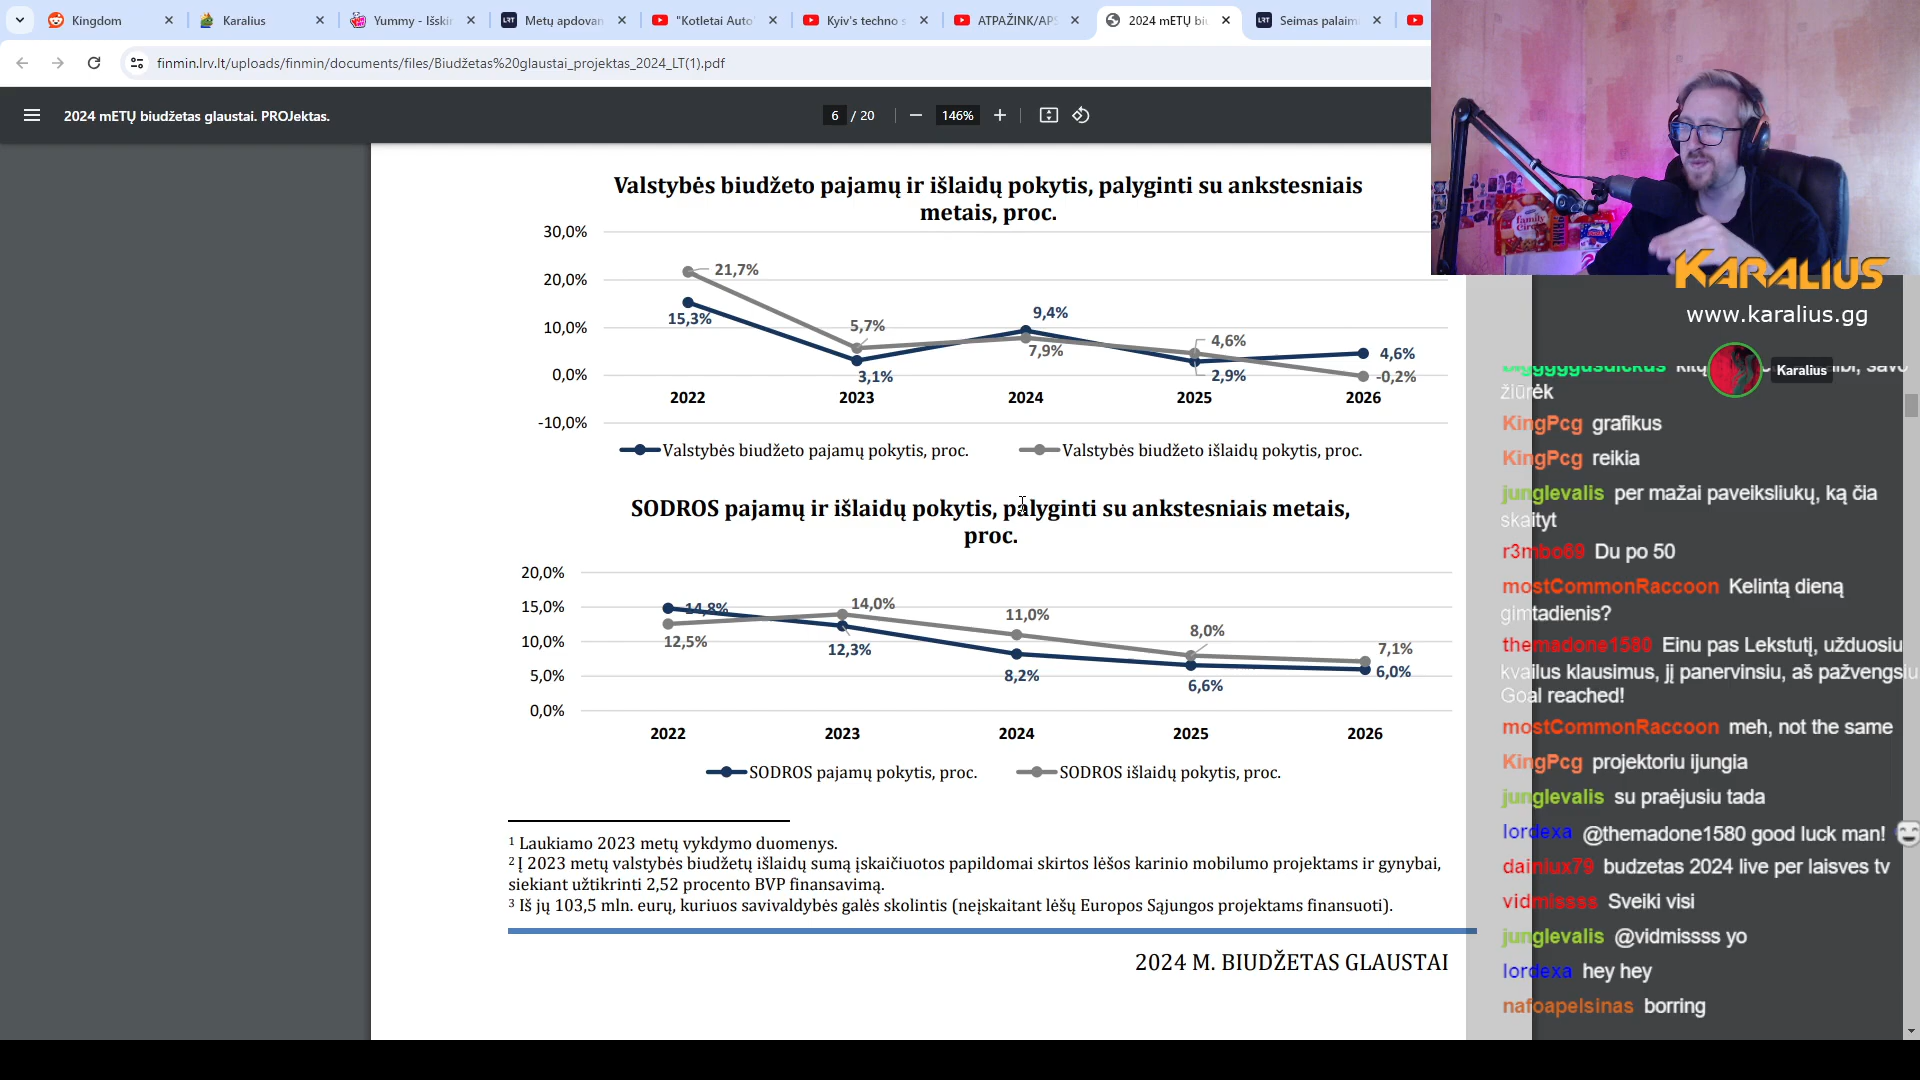 Kingdom
Karalius
Yummy - Išskir
Metų apdovan
"Kotletai Auto"
Kyiv's techno s
ATPAŽINK/APS
2024 mETŲ bi
Seimas palaim
finmin.lrv.lt/uploads/finmin/documents/files/Biudžetas%20glaustai_projektas_2024_LT(1).pdf
2024 mETŲ biudžetas glaustai. PROJektas.
6 / 20
146%
Valstybės biudžeto pajamų ir išlaidų pokytis, palyginti su ankstesniais
metais, proc.
30,0%
20,0%
10,0%
0,0%
-10,0%
21,7%
15,3%
5,7%
3,1%
9,4%
7,9%
4,6%
2,9%
4,6%
-0,2%
2022 2023 2024 2025 2026
Valstybės biudžeto pajamų pokytis, proc. Valstybės biudžeto išlaidų pokytis, proc.
SODROS pajamų ir išlaidų pokytis, palyginti su ankstesniais metais,
proc.
20,0%
15,0%
10,0%
5,0%
0,0%
14,8%
12,5%
14,0%
12,3%
11,0%
8,2%
8,0%
6,6%
7,1%
6,0%
2022 2023 2024 2025 2026
SODROS pajamų pokytis, proc. SODROS išlaidų pokytis, proc.
1 Laukiamo 2023 metų vykdymo duomenys.
2 Į 2023 metų valstybės biudžetų išlaidų sumą įskaičiuotos papildomai skirtos lėšos karinio mobilumo projektams ir gynybai,
siekiant užtikrinti 2,52 procento BVP finansavimą.
3 Iš jų 103,5 mln. eurų, kuriuos savivaldybės galės skolintis (neįskaitant lėšų Europos Sąjungos projektams finansuoti).
2024 M. BIUDŽETAS GLAUSTAI
family
Circle
PRIME
KARALIUS
www.karalius.gg
Karalius
žiūrėk
KingPcg grafikus
KingPcg reikia
junglevalis per mažai paveiksliukų, ką čia
skaityt
r3mbo69 Du po 50
mostCommonRaccoon Kelintą dieną
gimtadienis?
themadone1580 Einu pas Lekstutį, užduosiu
kvailus klausimus, jį panervinsiu, aš pažvengsiu
Goal reached!
mostCommonRaccoon meh, not the same
KingPcg projektoriu ijungia
junglevalis su praėjusiu tada
lordexa @themadone1580 good luck man!
dainiux79 budzetas 2024 live per laisves tv
vidmissss Sveiki visi
junglevalis @vidmissss yo
lordexa hey hey
nafoapelsinas borring